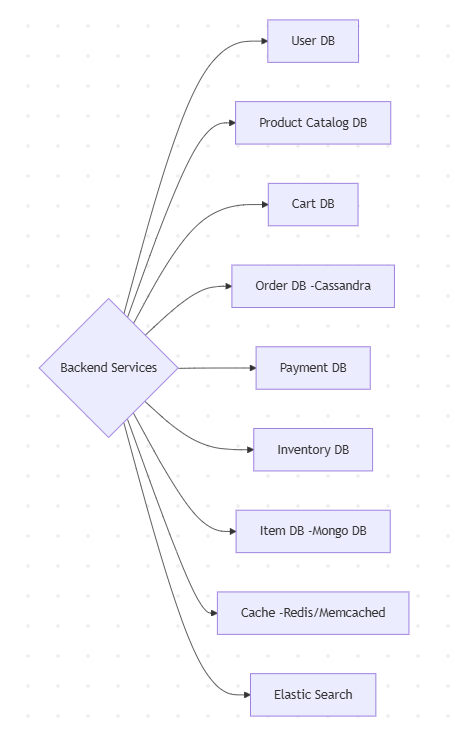 User DB
Product Catalog DB
Cart DB
Order DB -Cassandra
Backend Services
Payment DB
Inventory DB
Item DB -Mongo DB
Cache -Redis/Memcached
Elastic Search